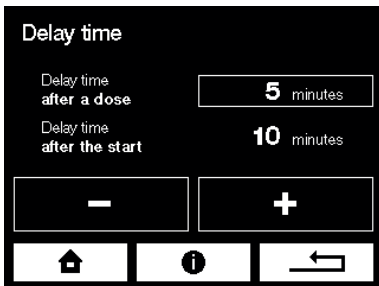 Delay time
Delay time
after a dose
5 minutes
Delay time
after the start
10 minutes
- +
i